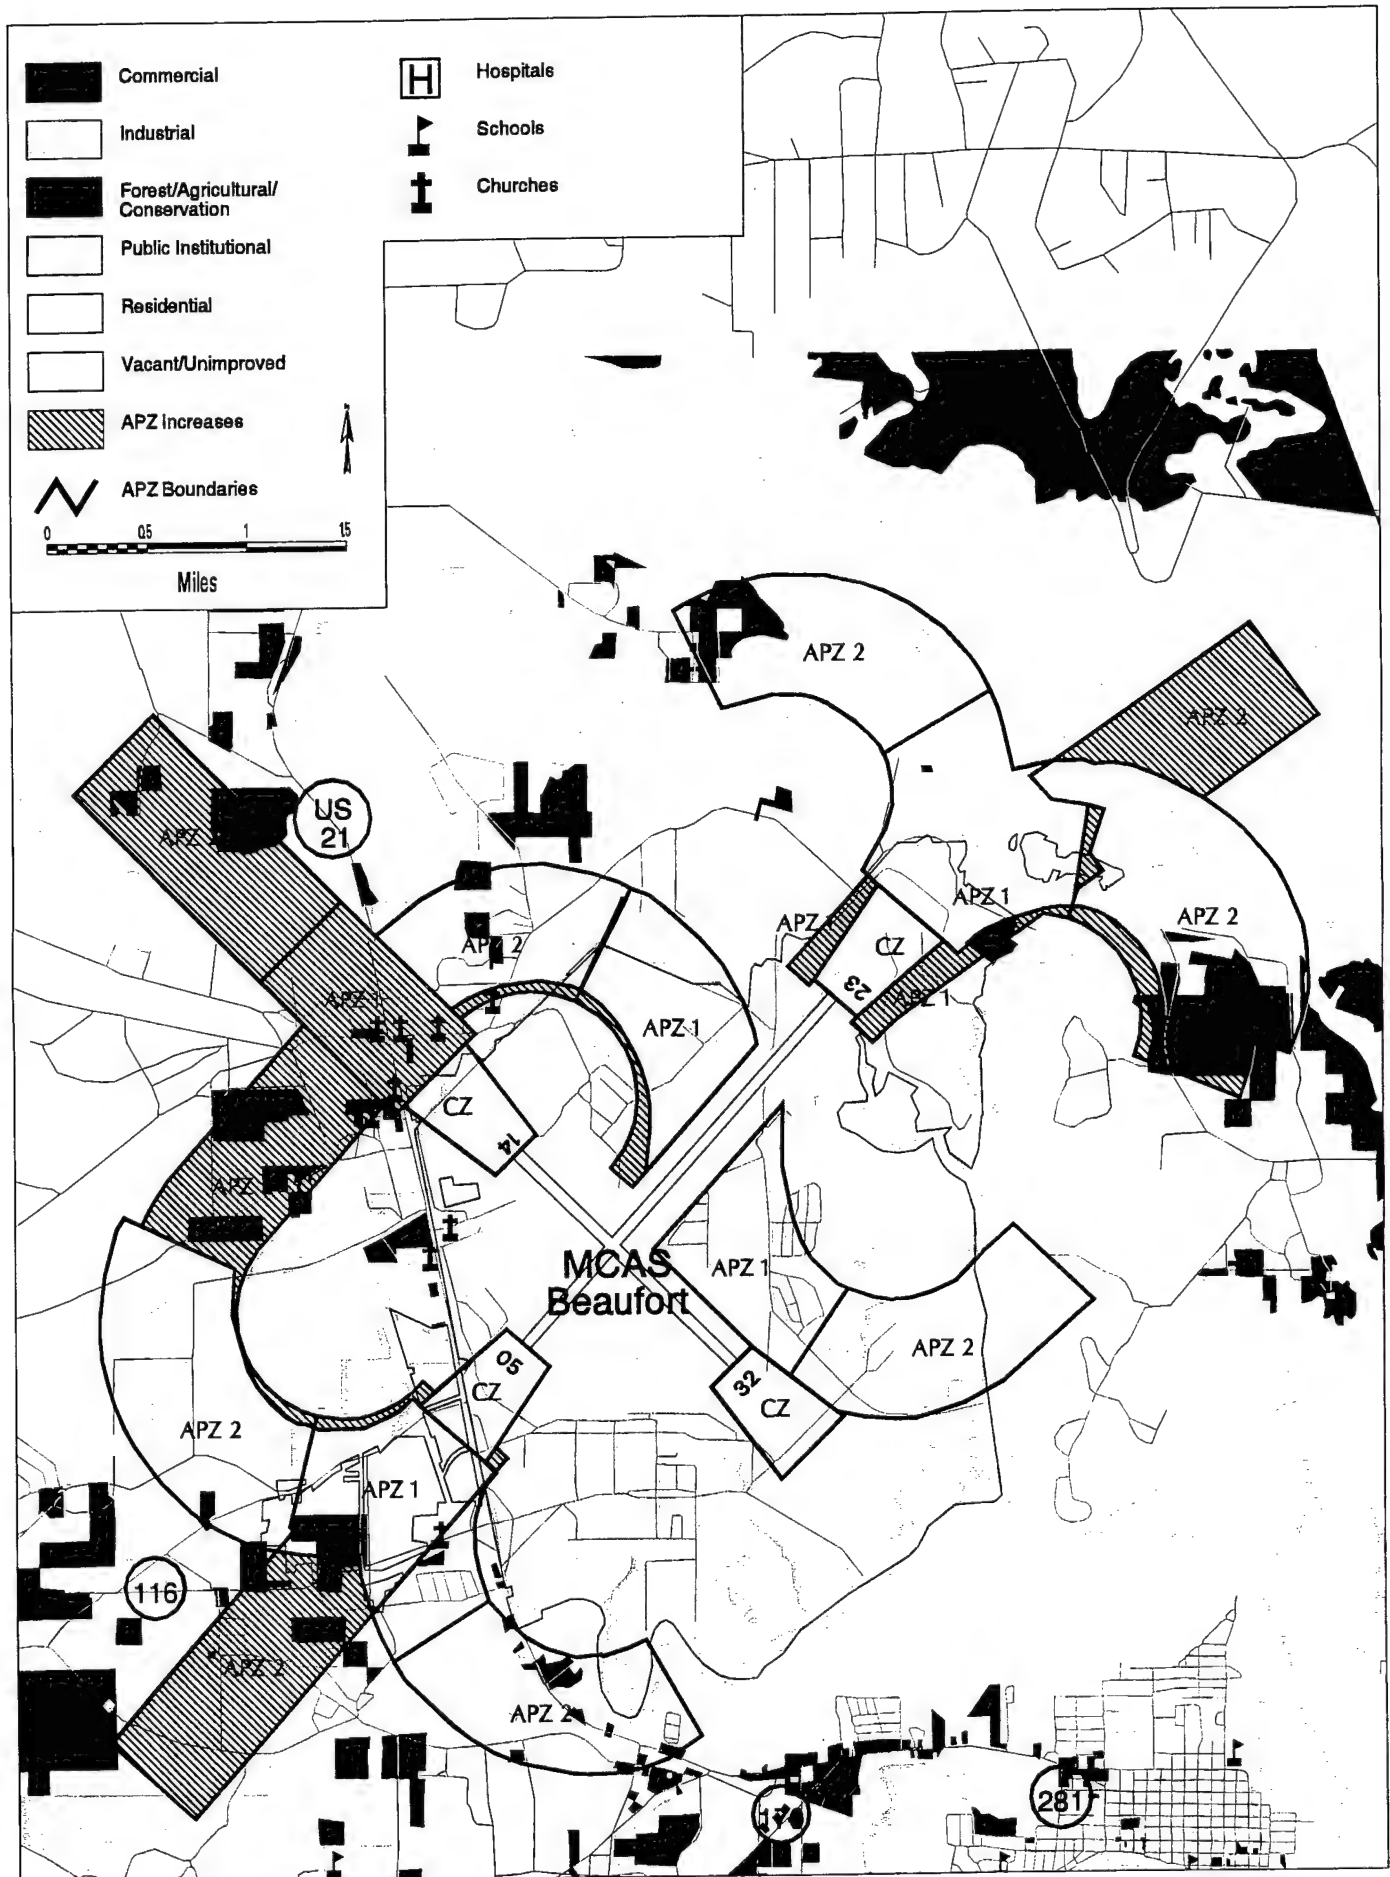 Commercial
Industrial
Forest/Agricultural/
Conservation
Public Institutional
Residential
Vacant/Unimproved
APZ Increases
APZ Boundaries
H
Hospitals
Schools
Churches
N
0 0.5 1 1.5
Miles
APZ 2
APZ 2
US
21
APZ 2
APZ 1
APZ 1
APZ 2
APZ 2
CZ
APZ 1
23
APZ 1
APZ 1
CZ
14
APZ
MCAS
Beaufort
APZ 1
APZ 2
05
CZ
32
CZ
APZ 2
APZ 1
116
APZ 2
APZ 2
281